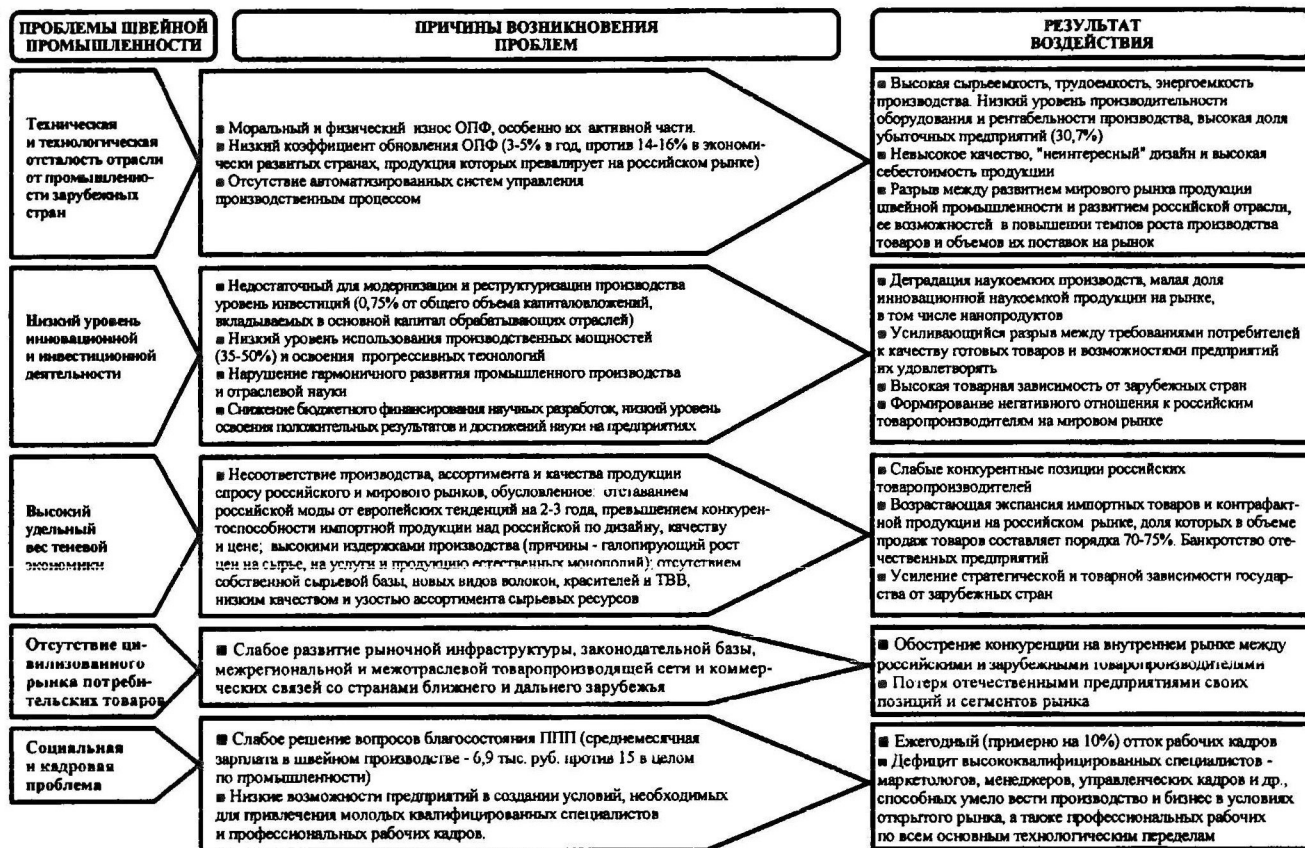 ПРОБЛЕМЫ ШВЕЙНОЙ
ПРОМЫШЛЕННОСТИ
ПРИЧИНЫ ВОЗНИКНОВЕНИЯ
ПРОБЛЕМ
РЕЗУЛЬТАТ
ВОЗДЕЙСТВИЯ
Техническая
и технологическая
отсталость отрасли
от промышленно-
сти зарубежных
стран
■ Моральный и физический износ ОПФ, особенно их активной части.
■ Низкий коэффициент обновления ОПФ (3-5% в год, против 14-16% в экономи-
чески развитых странах, продукция которых превалирует на российском рынке)
■ Отсутствие автоматизированных систем управления
производственным процессом
■ Высокая сырьеемкость, трудоемкость, энергоемкость
производства. Низкий уровень производительности
оборудования и рентабельности производства, высокая доля
убыточных предприятий (30,7%)
■ Невысокое качество, "неинтересный" дизайн и высокая
себестоимость продукции
■ Разрыв между развитием мирового рынка продукции
швейной промышленности и развитием российской отрасли,
ее возможностей в повышении темпов роста производства
товаров и объемов их поставок на рынок
Низкий уровень
инновационной
и инвестиционной
деятельности
■ Недостаточный для модернизации и реструктуризации производства
уровень инвестиций (0,75% от общего объема капиталовложений,
вкладываемых в основной капитал обрабатывающих отраслей)
■ Низкий уровень использования производственных мощностей
(35-50%) и освоения прогрессивных технологий
■ Нарушение гармоничного развития промышленного производства
и отраслевой науки
■ Снижение бюджетного финансирования научных разработок, низкий уровень
освоения положительных результатов и достижений науки на предприятиях
■ Деградация наукоемких производств, малая доля
инновационной наукоемкой продукции на рынке,
в том числе нанопродуктов
■ Усиливающийся разрыв между требованиями потребителей
к качеству готовых товаров и возможностями предприятий
их удовлетворять
■ Высокая товарная зависимость от зарубежных стран
■ Формирование негативного отношения к российским
товаропроизводителям на мировом рынке
Высокий
удельный
вес теневой
экономики
■ Несоответствие производства, ассортимента и качества продукции
спросу российского и мирового рынков, обусловленное: отставанием
российской моды от европейских тенденций на 2-3 года, превышением конкурен-
тоспособности импортной продукции над российской по дизайну, качеству
и цене; высокими издержками производства (причины - галопирующий рост
цен на сырье, на услуги и продукцию естественных монополий); отсутствием
собственной сырьевой базы, новых видов волокон, красителей и ТВВ,
низким качеством и узостью ассортимента сырьевых ресурсов
■ Слабые конкурентные позиции российских
товаропроизводителей
■ Возрастающая экспансия импортных товаров и контрафакт-
ной продукции на российском рынке, доля которых в объеме
продаж товаров составляет порядка 70-75%. Банкротство оте-
чественных предприятий
■ Усиление стратегической и товарной зависимости государ-
ства от зарубежных стран
Отсутствие ци-
вилизованного
рынка потреби-
тельских товаров
■ Слабое развитие рыночной инфраструктуры, законодательной базы,
межрегиональной и межотраслевой товаропроизводящей сети и коммер-
ческих связей со странами ближнего и дальнего зарубежья
■ Обострение конкуренции на внутреннем рынке между
российскими и зарубежными товаропроизводителями
■ Потеря отечественными предприятиями своих
позиций и сегментов рынка
Социальная
и кадровая
проблема
■ Слабое решение вопросов благосостояния ППП (среднемесячная
зарплата в швейном производстве - 6,9 тыс. руб. против 15 в целом
по промышленности)
■ Низкие возможности предприятий в создании условий, необходимых
для привлечения молодых квалифицированных специалистов
и профессиональных рабочих кадров.
■ Ежегодный (примерно на 10%) отток рабочих кадров
■ Дефицит высококвалифицированных специалистов -
маркетологов, менеджеров, управленческих кадров и др.,
способных умело вести производство и бизнес в условиях
открытого рынка, а также профессиональных рабочих
по всем основным технологическим переделам